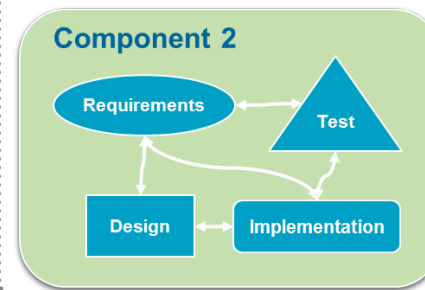 Component 2
Requirements
Test
Design
Implementation